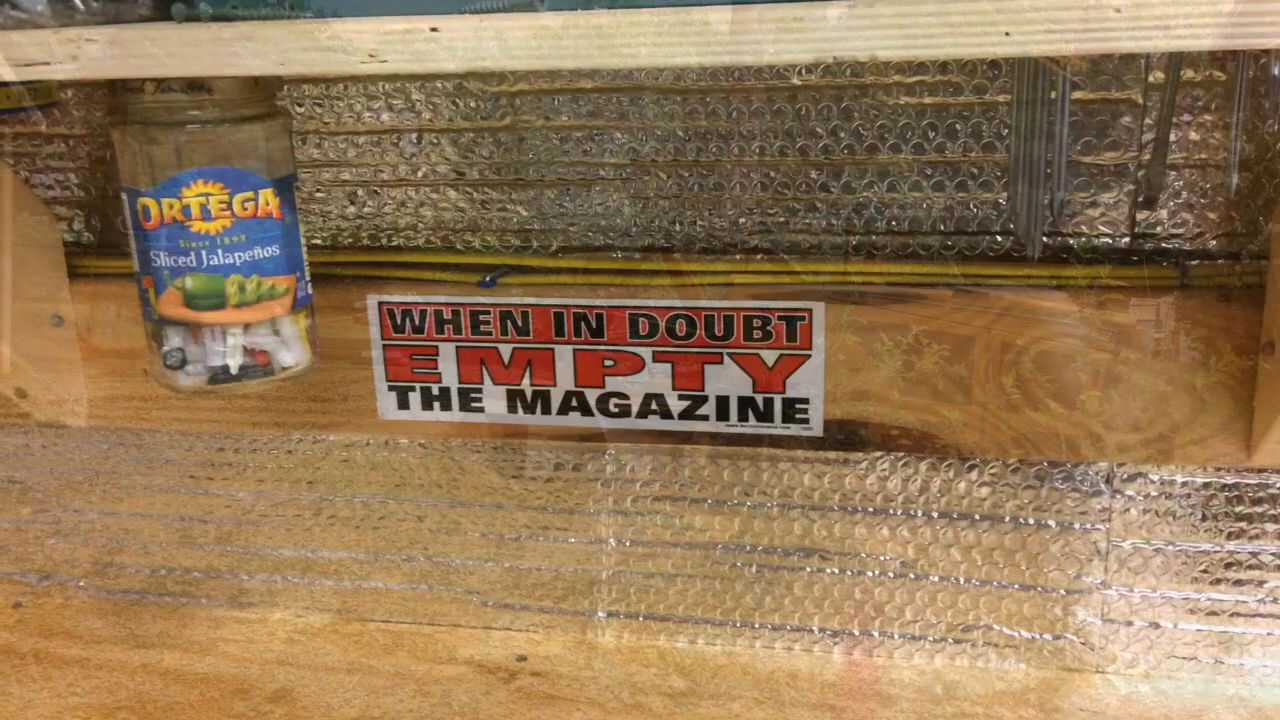 ORTEGA
Since 1897
Sliced Jalapeños
WHEN IN DOUBT
EMPTY
THE MAGAZINE